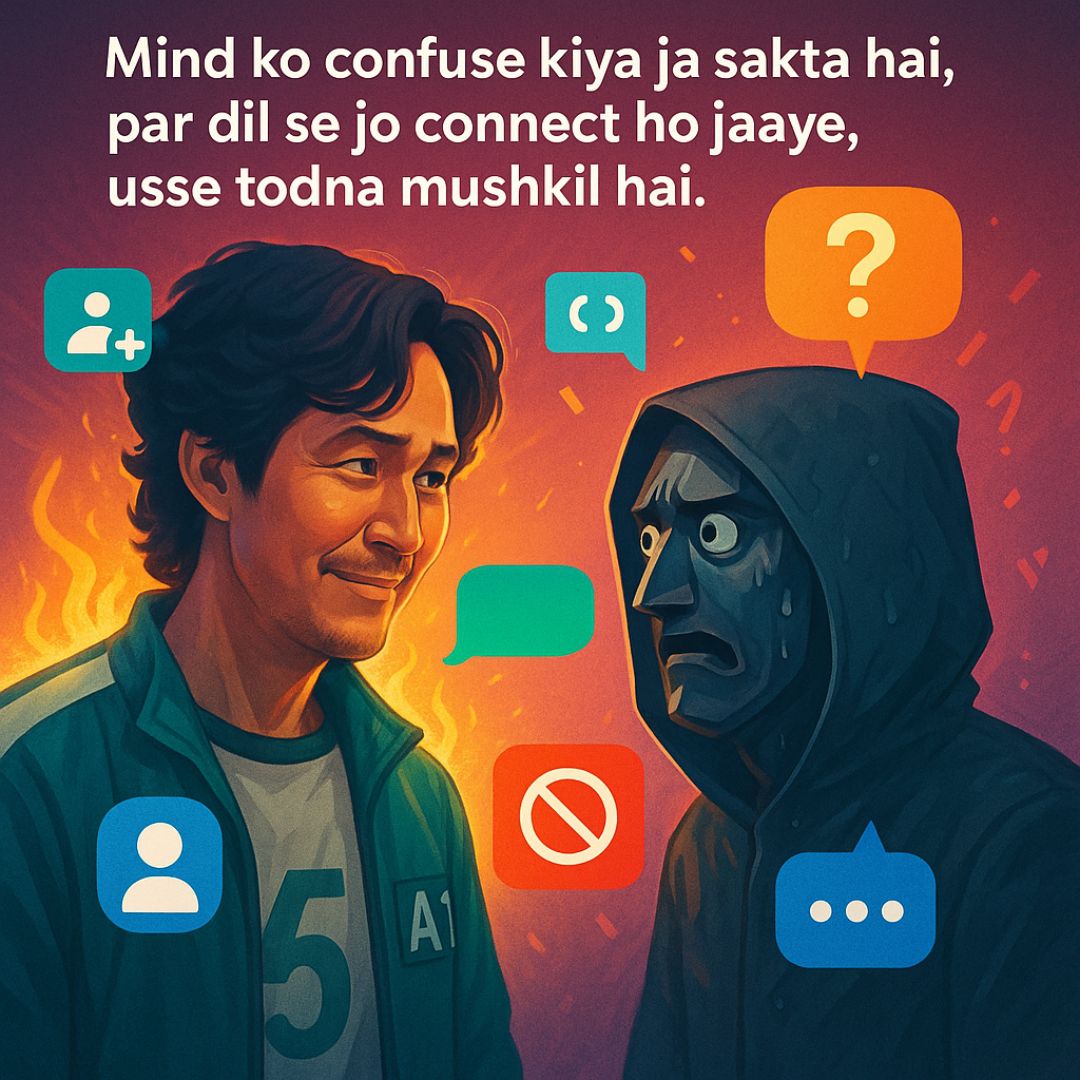 Mind ko confuse kiya ja sakta hai,
par dil se jo connect ho jaaye,
usse todna mushkil hai.
?
5
A1